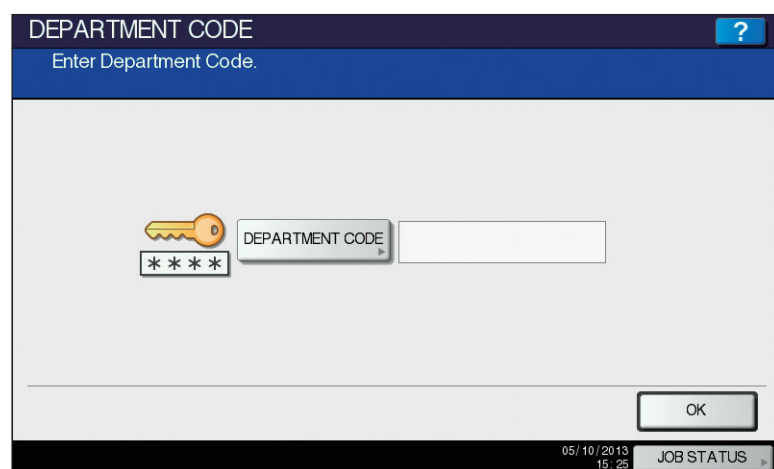 DEPARTMENT CODE
?
Enter Department Code.
DEPARTMENT CODE
* * * *
OK
05/10/2013
15:25
JOB STATUS